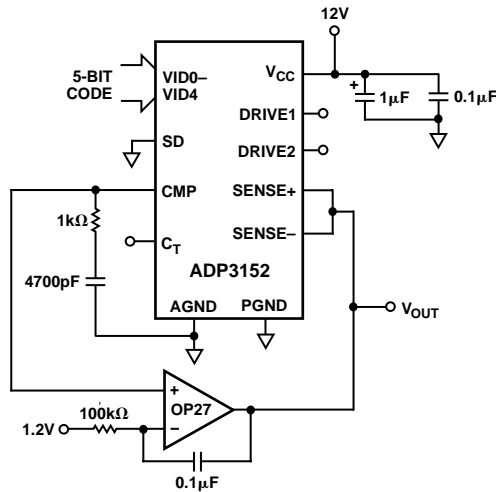 12V
5-BIT
CODE
VID0–
VID4
VCC
1µF
0.1µF
DRIVE1
SD
DRIVE2
CMP
SENSE+
1kΩ
CT
SENSE–
4700pF
ADP3152
AGND
PGND
VOUT
+
OP27
–
100kΩ
1.2V
0.1µF
+